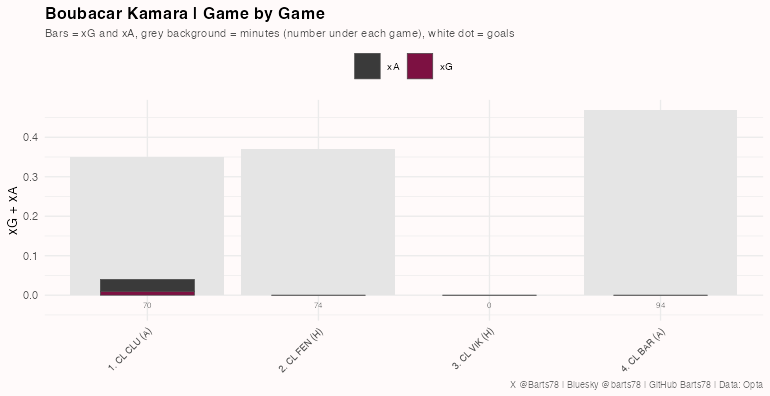 Boubacar Kamara | Game by Game
Bars = xG and xA, grey background = minutes (number under each game), white dot = goals
xA
xG
xG + xA
0.4
0.3
0.2
0.1
0.0
70
74
0
94
1. CL CLU (A)
2. CL FEN (H)
3. CL VIK (H)
4. CL BAR (A)
X @Barts78 | Bluesky @barts78 | GitHub Barts78 | Data: Opta